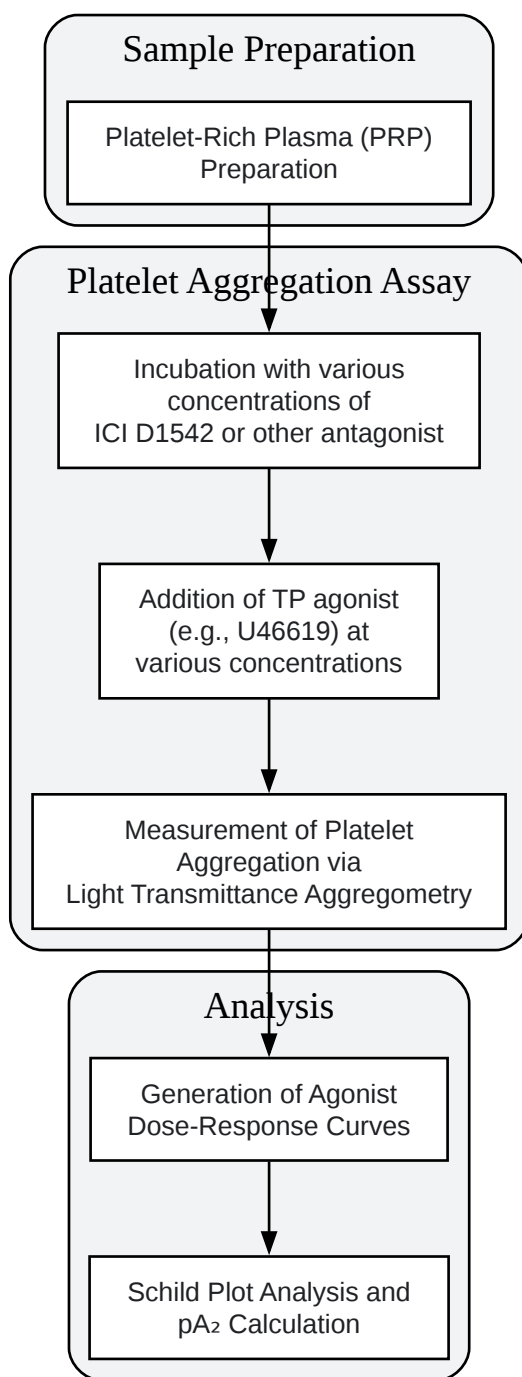 Sample Preparation
Platelet-Rich Plasma (PRP)
Preparation
Platelet Aggregation Assay
Incubation with various
concentrations of
ICI D1542 or other antagonist
Addition of TP agonist
(e.g., U46619) at
various concentrations
Measurement of Platelet
Aggregation via
Light Transmittance Aggregometry
Analysis
Generation of Agonist
Dose-Response Curves
Schild Plot Analysis and
pA₂ Calculation